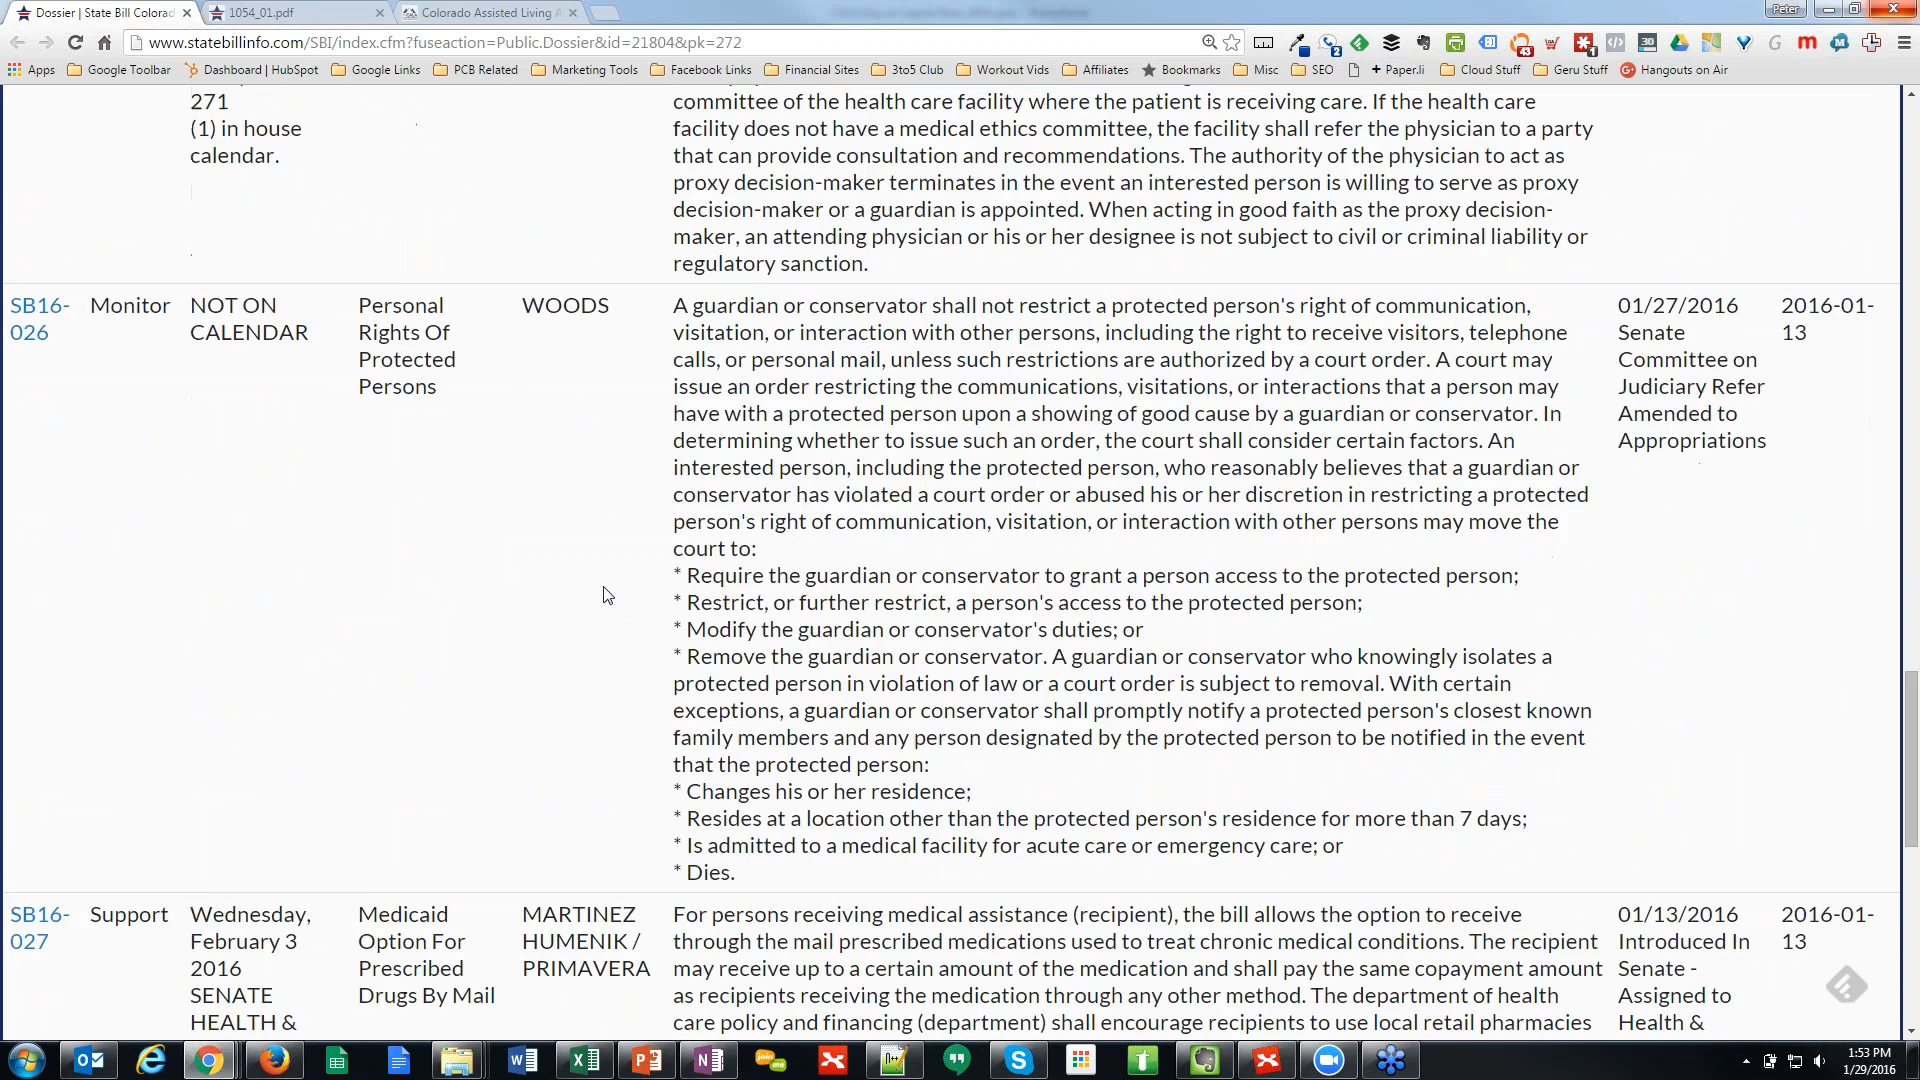 Dossier | State Bill Colorad
1054_01.pdf
Colorado Assisted Living A
Peter
www.statebillinfo.com/SBI/index.cfm?fuseaction=Public.Dossier&id=21804&pk=272
Apps
Google Toolbar
Dashboard | HubSpot
Google Links
PCB Related
Marketing Tools
Facebook Links
Financial Sites
3to5 Club
Workout Vids
Affiliates
Bookmarks
Misc
SEO
Paper.li
Cloud Stuff
Geru Stuff
Hangouts on Air
271
(1) in house
calendar.
committee of the health care facility where the patient is receiving care. If the health care
facility does not have a medical ethics committee, the facility shall refer the physician to a party
that can provide consultation and recommendations. The authority of the physician to act as
proxy decision-maker terminates in the event an interested person is willing to serve as proxy
decision-maker or a guardian is appointed. When acting in good faith as the proxy decision-
maker, an attending physician or his or her designee is not subject to civil or criminal liability or
regulatory sanction.
SB16-
026
Monitor
NOT ON
CALENDAR
Personal
Rights Of
Protected
Persons
WOODS
A guardian or conservator shall not restrict a protected person's right of communication,
visitation, or interaction with other persons, including the right to receive visitors, telephone
calls, or personal mail, unless such restrictions are authorized by a court order. A court may
issue an order restricting the communications, visitations, or interactions that a person may
have with a protected person upon a showing of good cause by a guardian or conservator. In
determining whether to issue such an order, the court shall consider certain factors. An
interested person, including the protected person, who reasonably believes that a guardian or
conservator has violated a court order or abused his or her discretion in restricting a protected
person's right of communication, visitation, or interaction with other persons may move the
court to:
* Require the guardian or conservator to grant a person access to the protected person;
* Restrict, or further restrict, a person's access to the protected person;
* Modify the guardian or conservator's duties; or
* Remove the guardian or conservator. A guardian or conservator who knowingly isolates a
protected person in violation of law or a court order is subject to removal. With certain
exceptions, a guardian or conservator shall promptly notify a protected person's closest known
family members and any person designated by the protected person to be notified in the event
that the protected person:
* Changes his or her residence;
* Resides at a location other than the protected person's residence for more than 7 days;
* Is admitted to a medical facility for acute care or emergency care; or
* Dies.
01/27/2016
Senate
Committee on
Judiciary Refer
Amended to
Appropriations
2016-01-
13
SB16-
027
Support
Wednesday,
February 3
2016
SENATE
HEALTH &
Medicaid
Option For
Prescribed
Drugs By Mail
MARTINEZ
HUMENIK /
PRIMAVERA
For persons receiving medical assistance (recipient), the bill allows the option to receive
through the mail prescribed medications used to treat chronic medical conditions. The recipient
may receive up to a certain amount of the medication and shall pay the same copayment amount
as recipients receiving the medication through any other method. The department of health
care policy and financing (department) shall encourage recipients to use local retail pharmacies
01/13/2016
Introduced In
Senate -
Assigned to
Health &
2016-01-
13
1:53 PM
1/29/2016